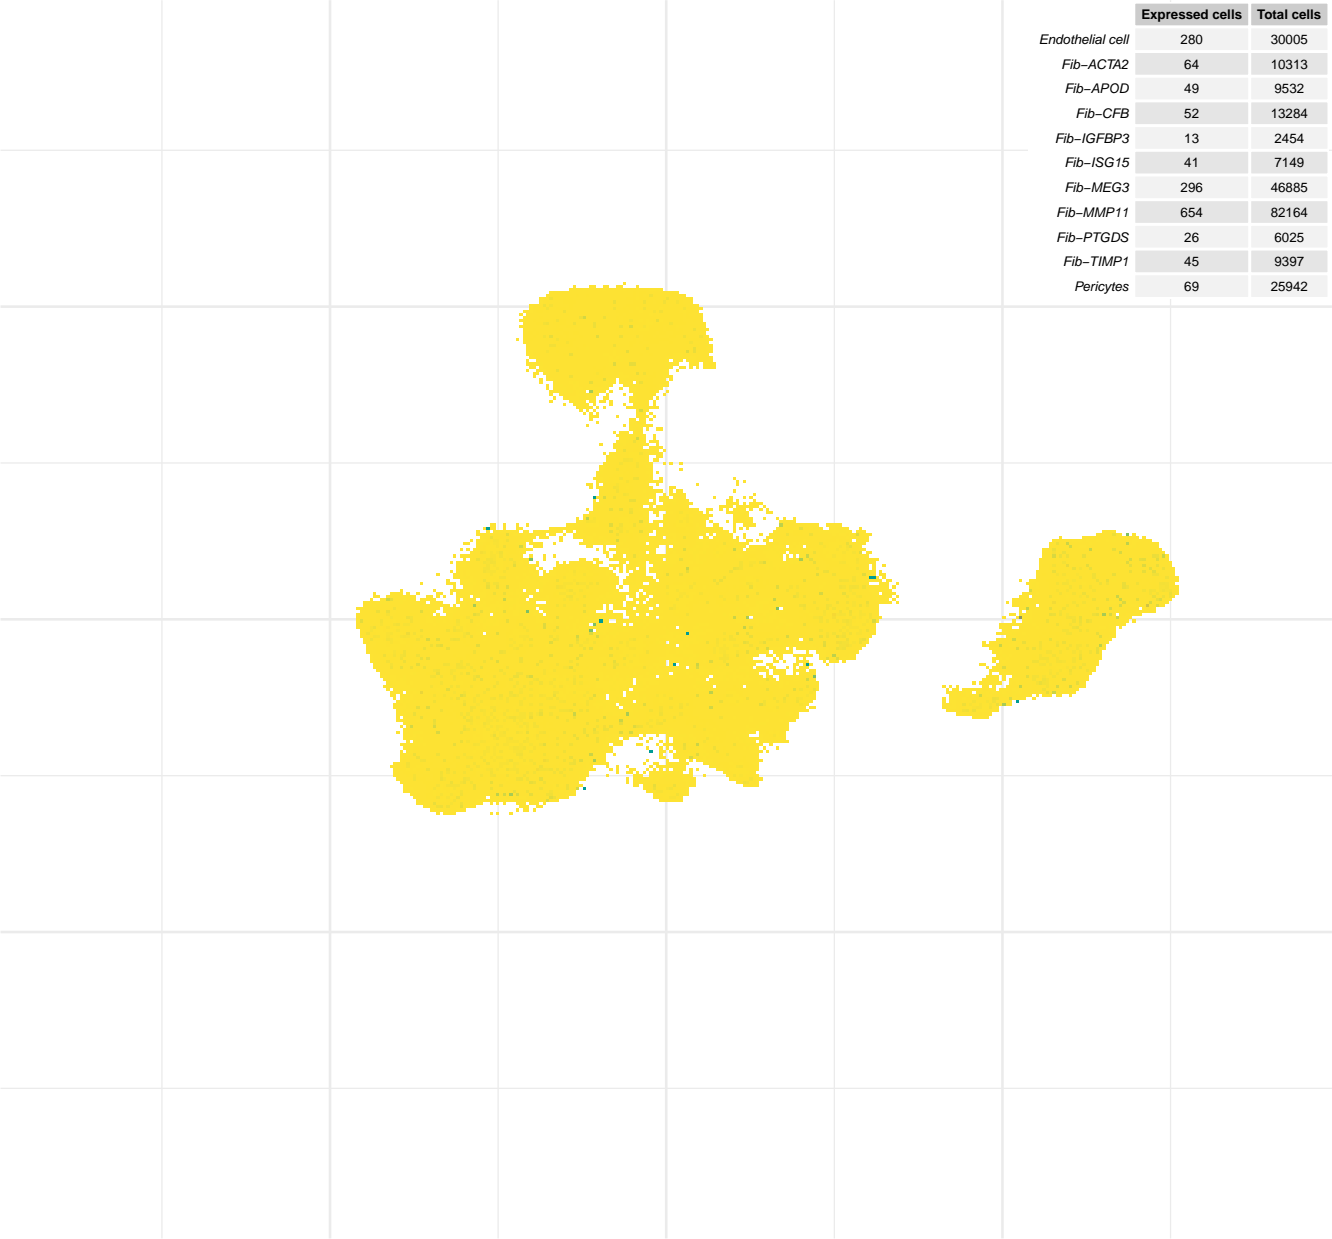 Expressed cells Total cells
Endothelial cell 280 30005
Fib−ACTA2 64 10313
Fib−APOD 49 9532
Fib−CFB 52 13284
Fib−IGFBP3 13 2454
Fib−ISG15 41 7149
Fib−MEG3 296 46885
Fib−MMP11 654 82164
Fib−PTGDS 26 6025
Fib−TIMP1 45 9397
Pericytes 69 25942